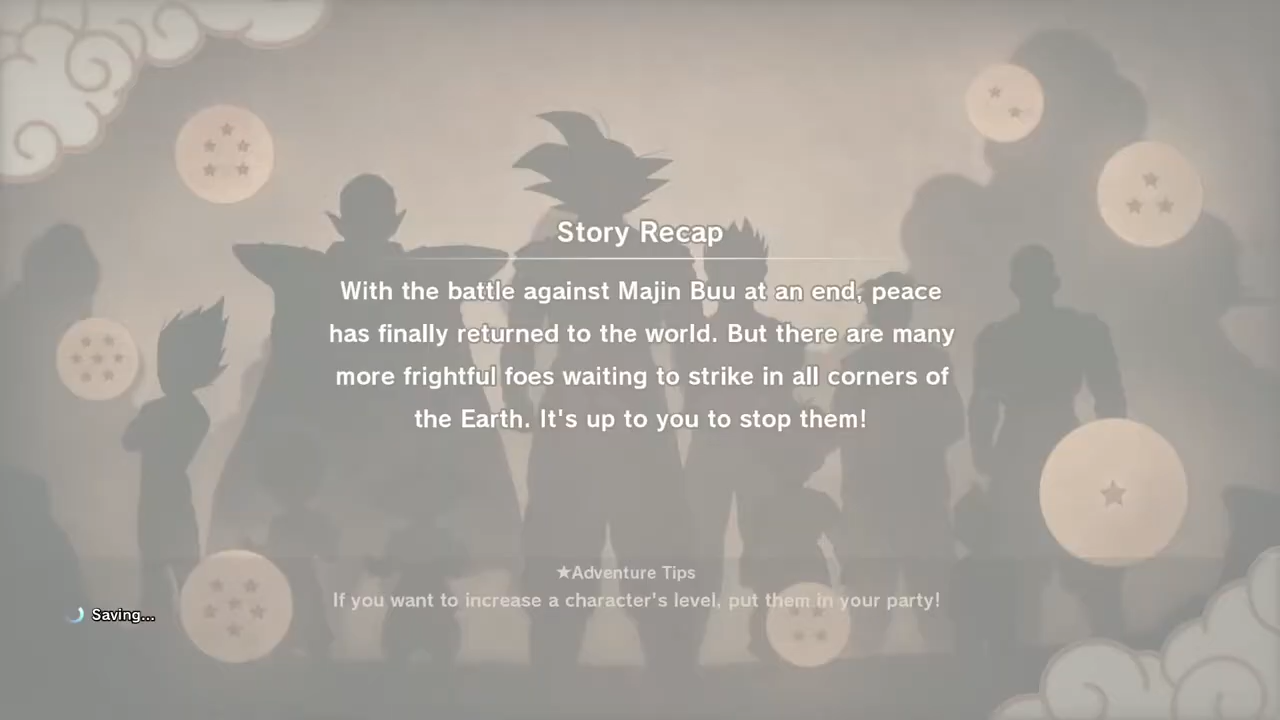 Story Recap
With the battle against Majin Buu at an end, peace
has finally returned to the world. But there are many
more frightful foes waiting to strike in all corners of
the Earth. It's up to you to stop them!
★Adventure Tips
If you want to increase a character's level, put them in your party!
Saving...